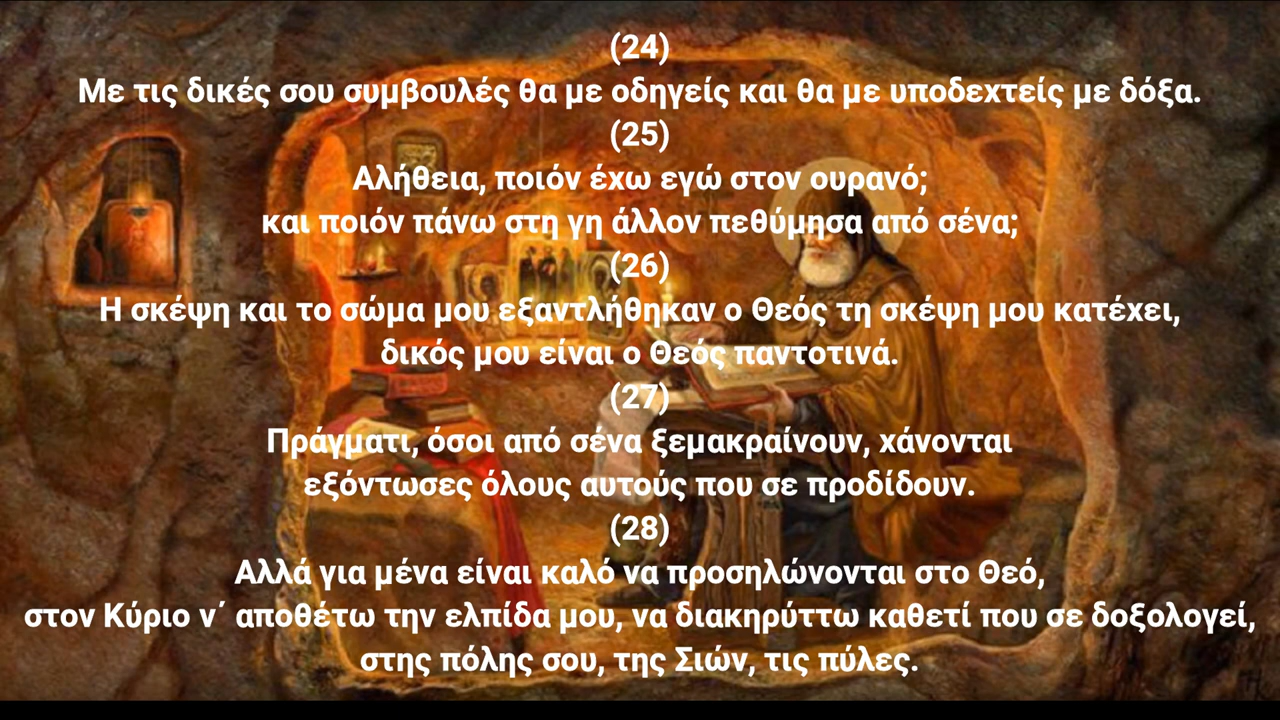 (24)
Με τις δικές σου συμβουλές θα με οδηγείς και θα με υποδεχτείς με δόξα.
(25)
Αλήθεια, ποιόν έχω εγώ στον ουρανό;
και ποιόν πάνω στη γη άλλον πεθύμησα από σένα;
(26)
Η σκέψη και το σώμα μου εξαντλήθηκαν ο Θεός τη σκέψη μου κατέχει,
δικός μου είναι ο Θεός παντοτινά.
(27)
Πράγματι, όσοι από σένα ξεμακραίνουν, χάνονται
εξόντωσες όλους αυτούς που σε προδίδουν.
(28)
Αλλά για μένα είναι καλό να προσηλώνονται στο Θεό,
στον Κύριο ν΄ αποθέτω την ελπίδα μου, να διακηρύττω καθετί που σε δοξολογεί,
στης πόλης σου, της Σιών, τις πύλες.